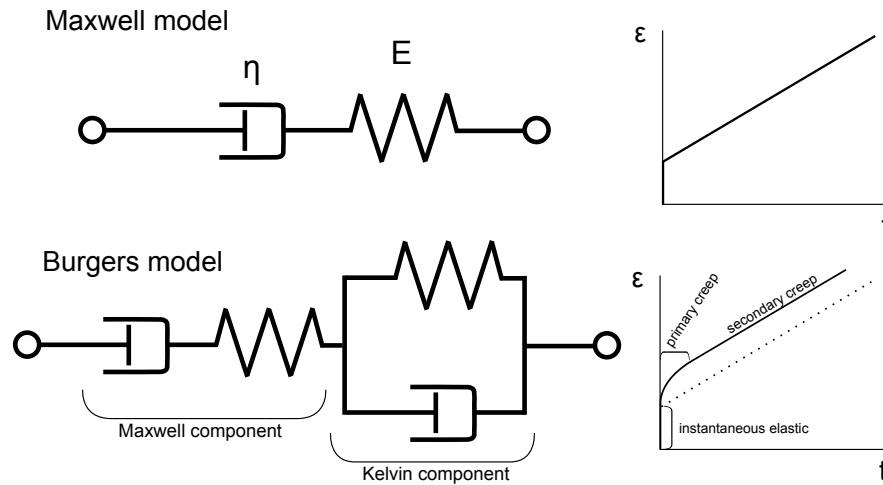 Maxwell model
η
E
ε
Burgers model
ε
primary creep
secondary creep
instantaneous elastic
t
Maxwell component
Kelvin component